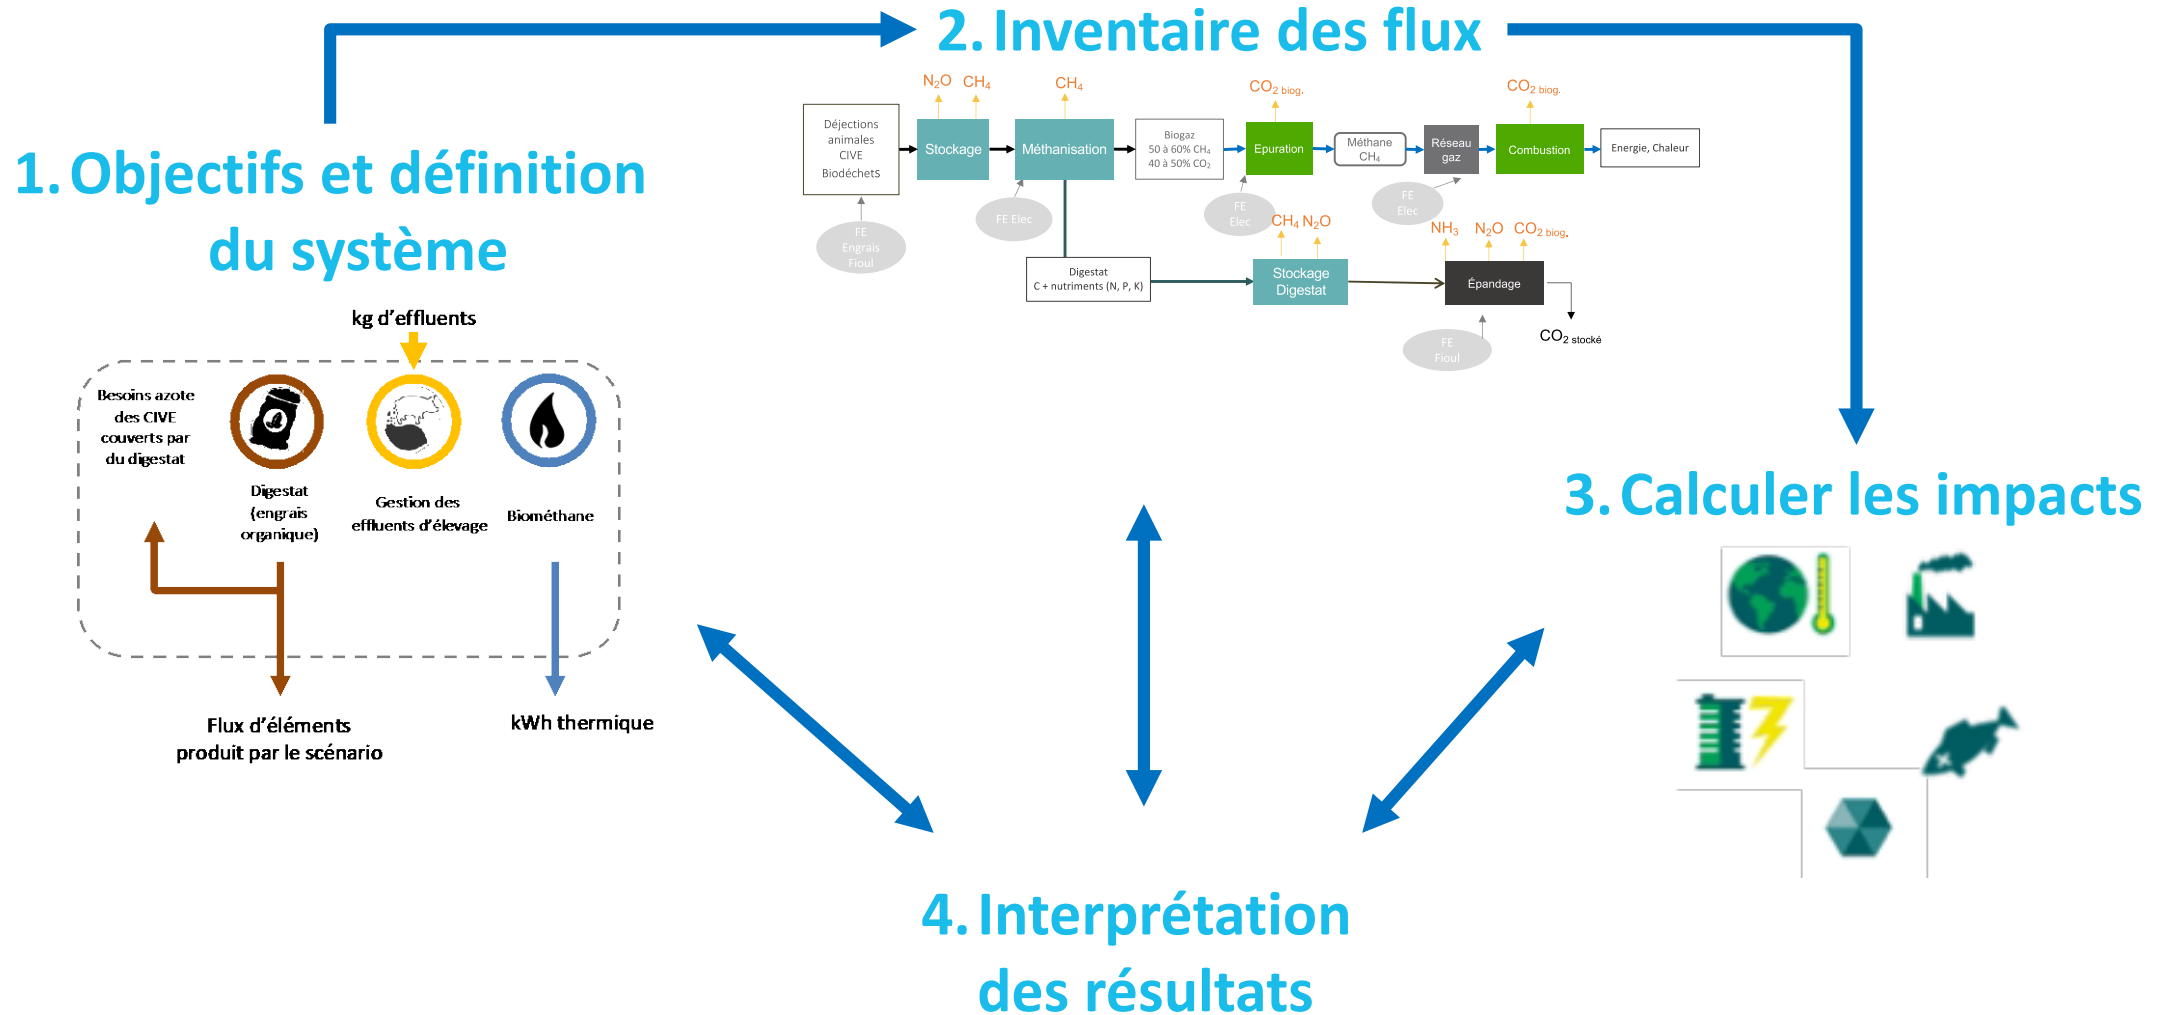 2. Inventaire des flux
1. Objectifs et définition
du système
kg d'effluents
Besoins azote
des CIVE
couverts par
du digestat
Digestat
(engrais
organique)
Gestion des
effluents d'élevage
Biométhane
Flux d'éléments
produit par le scénario
kWh thermique
N₂O
CH₄
CH₄
CO₂ biog.
CO₂ biog.
Déjections
animales
CIVE
Biodéchets
Stockage
Méthanisation
Biogaz
50 à 60% CH₄
40 à 50% CO₂
Epuration
Méthane
CH₄
Réseau
gaz
Combustion
Energie, Chaleur
FE
Engrais
Fioul
FE Elec
FE
Elec
FE
Elec
CH₄ N₂O
NH₃
N₂O
CO₂ biog.
Digestat
C + nutriments (N, P, K)
Stockage
Digestat
Épandage
FE
Fioul
CO₂ stocké
3. Calculer les impacts
4. Interprétation
des résultats